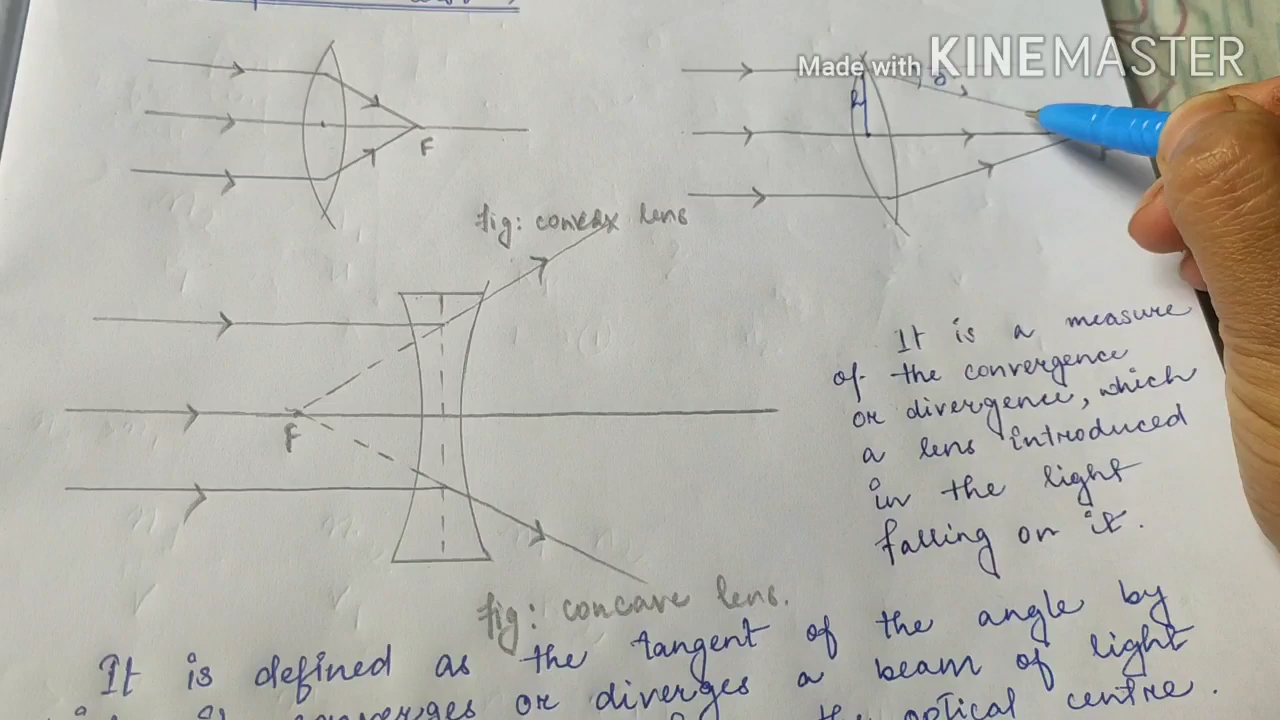 Made with KINEMASTER
δ
h
F
fig: convex lens
F
It is a measure
of the convergence
or divergence, which
a lens introduced
in the light
falling on it.
fig: concave lens.
It is defined as the tangent of the angle by
converges or diverges a beam of light
the optical centre.